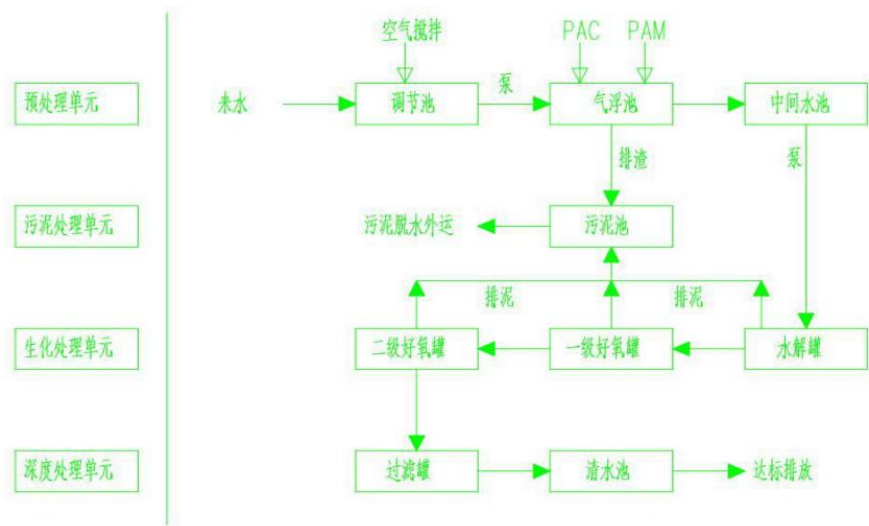 空气搅拌 PAC PAM
预处理单元 来水 调节池 泵 气浮池 中间水池
排渣 泵
污泥处理单元 污泥脱水外运 污泥池
排泥 排泥
生化处理单元 二级好氧罐 一级好氧罐 水解罐
深度处理单元 过滤罐 清水池 达标排放